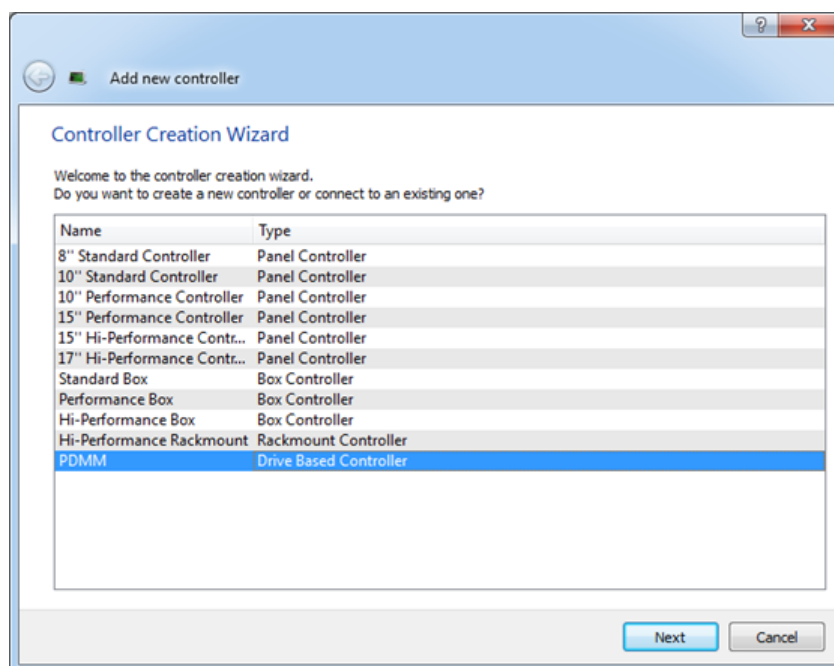 Add new controller
Controller Creation Wizard
Welcome to the controller creation wizard.
Do you want to create a new controller or connect to an existing one?
Name Type
8'' Standard Controller Panel Controller
10'' Standard Controller Panel Controller
10'' Performance Controller Panel Controller
15'' Performance Controller Panel Controller
15'' Hi-Performance Contr... Panel Controller
17'' Hi-Performance Contr... Panel Controller
Standard Box Box Controller
Performance Box Box Controller
Hi-Performance Box Box Controller
Hi-Performance Rackmount Rackmount Controller
PDMM Drive Based Controller
Next Cancel